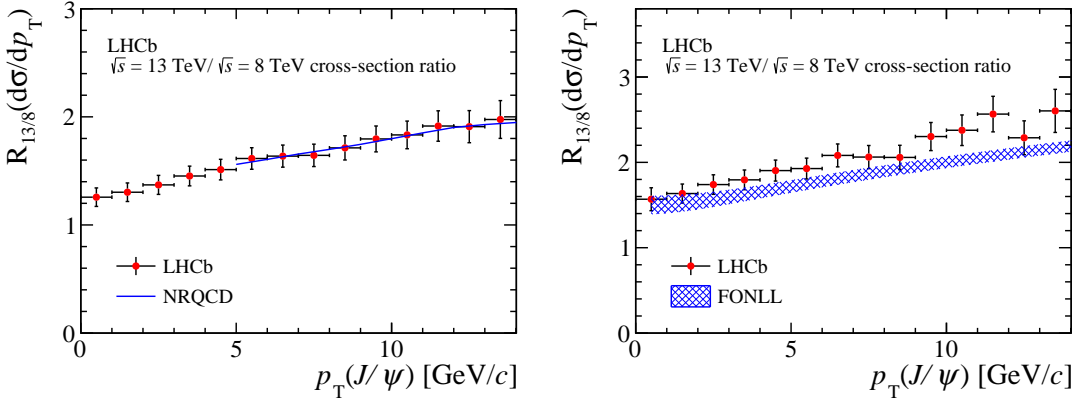 R13/8(dσ/dpT)
3
2
1
0
LHCb
√s = 13 TeV/ √s = 8 TeV cross-section ratio
LHCb
NRQCD
0 5 10
pT(J/ψ) [GeV/c]
R13/8(dσ/dpT)
3
2
1
0
LHCb
√s = 13 TeV/ √s = 8 TeV cross-section ratio
LHCb
FONLL
0 5 10
pT(J/ψ) [GeV/c]